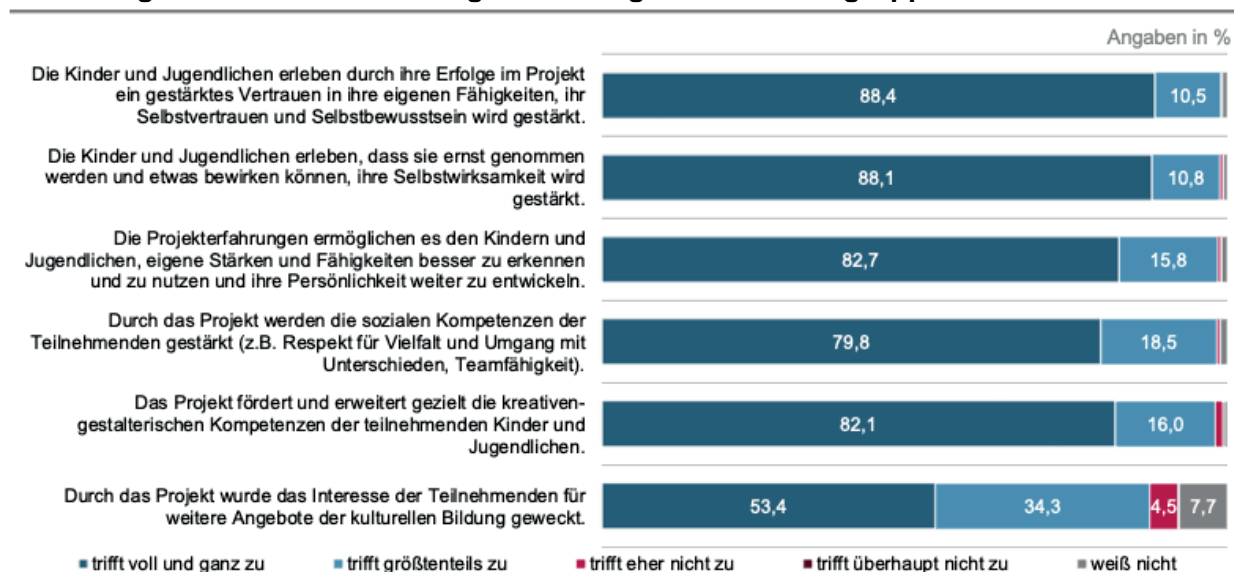 Angaben in %
Die Kinder und Jugendlichen erleben durch ihre Erfolge im Projekt
ein gestärktes Vertrauen in ihre eigenen Fähigkeiten, ihr
Selbstvertrauen und Selbstbewusstsein wird gestärkt.
88,4 10,5
Die Kinder und Jugendlichen erleben, dass sie ernst genommen
werden und etwas bewirken können, ihre Selbstwirksamkeit wird
gestärkt.
88,1 10,8
Die Projekterfahrungen ermöglichen es den Kindern und
Jugendlichen, eigene Stärken und Fähigkeiten besser zu erkennen
und zu nutzen und ihre Persönlichkeit weiter zu entwickeln.
82,7 15,8
Durch das Projekt werden die sozialen Kompetenzen der
Teilnehmenden gestärkt (z.B. Respekt für Vielfalt und Umgang mit
Unterschieden, Teamfähigkeit).
79,8 18,5
Das Projekt fördert und erweitert gezielt die kreativen-
gestalterischen Kompetenzen der teilnehmenden Kinder und
Jugendlichen.
82,1 16,0
Durch das Projekt wurde das Interesse der Teilnehmenden für
weitere Angebote der kulturellen Bildung geweckt.
53,4 34,3 4,5 7,7
trifft voll und ganz zu trifft größtenteils zu trifft eher nicht zu trifft überhaupt nicht zu weiß nicht